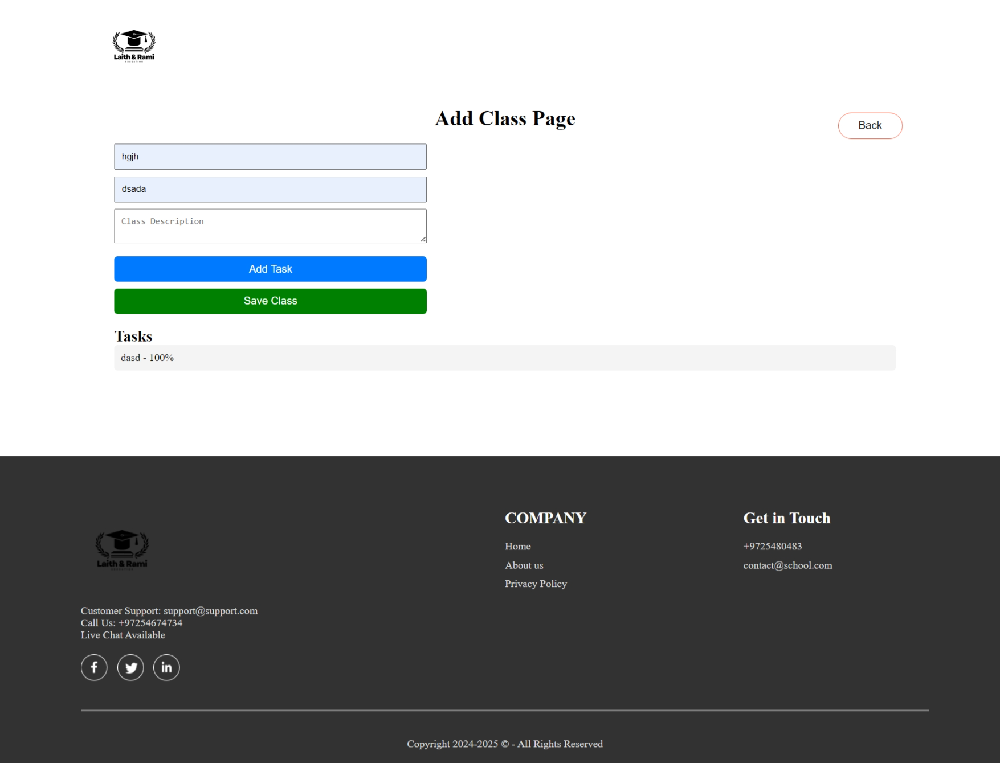 Laith & Rami
EDUCATION
Add Class Page
Back
hgjh
dsada
Class Description
Add Task
Save Class
Tasks
dasd - 100%
Laith & Rami
EDUCATION
Customer Support: support@support.com
Call Us: +97254674734
Live Chat Available
COMPANY
Home
About us
Privacy Policy
Get in Touch
+9725480483
contact@school.com
Copyright 2024-2025 © - All Rights Reserved